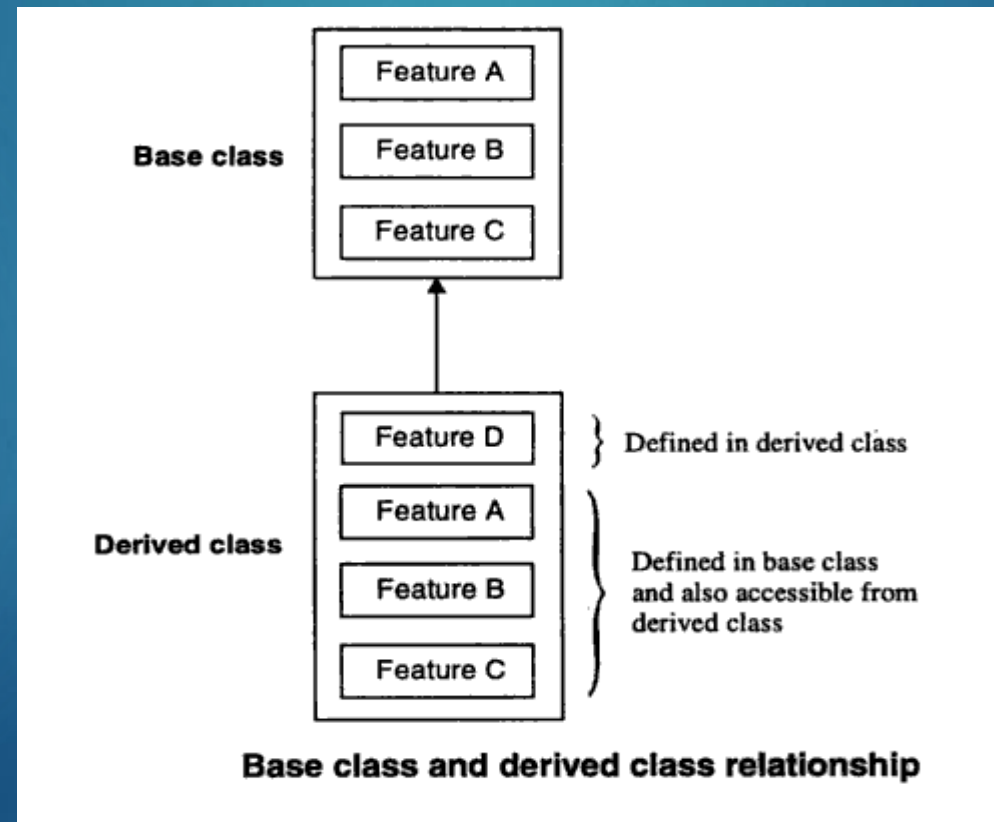 Feature A
Feature B
Base class
Feature C
Feature D
Defined in derived class
Feature A
Derived class
Defined in base class
and also accessible from
derived class
Feature B
Feature C
Base class and derived class relationship